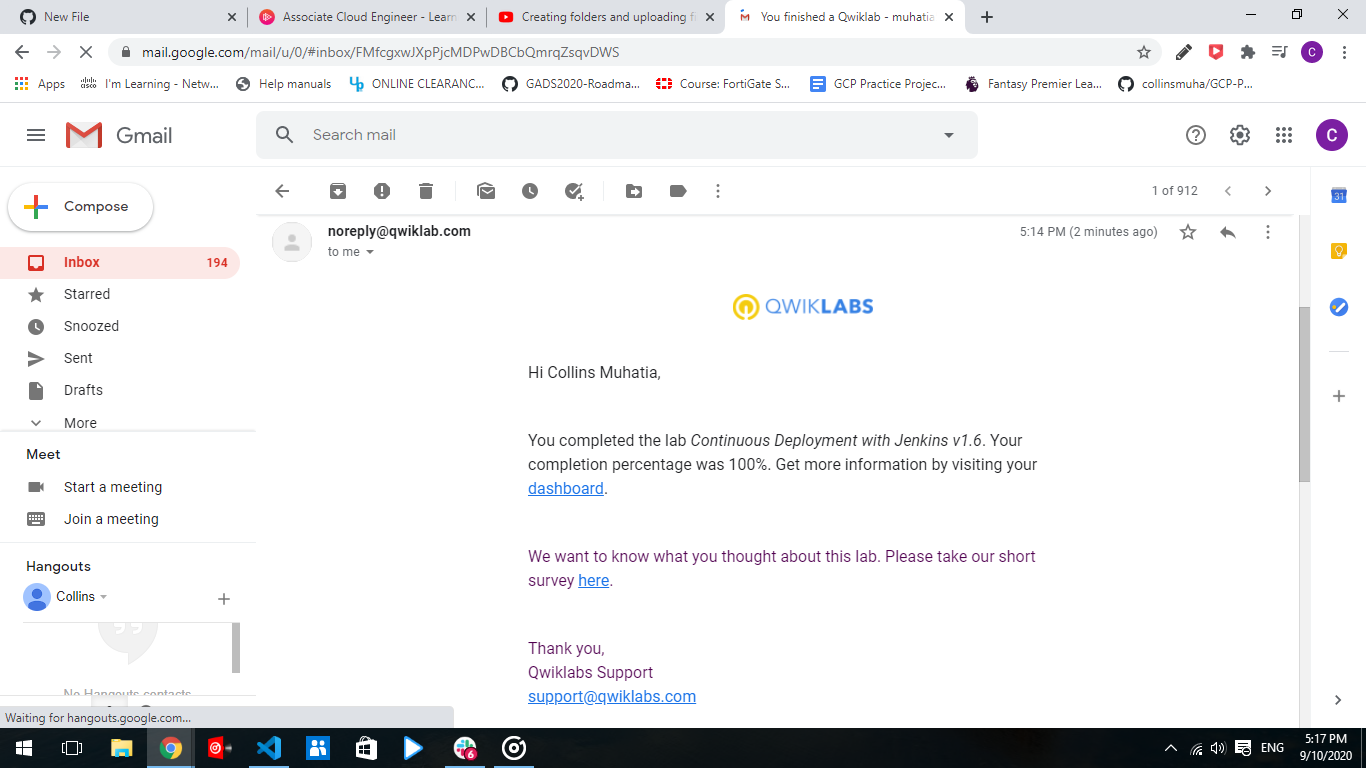 New File
Associate Cloud Engineer - Learn
Creating folders and uploading fi
You finished a Qwiklab - muhatia
mail.google.com/mail/u/0/#inbox/FMfcgxwJXpPjcMDPwDBCbQmrqZsqvDWS
C
Apps
I'm Learning - Netw...
Help manuals
ONLINE CLEARANC...
GADS2020-Roadma...
Course: FortiGate S...
GCP Practice Projec...
Fantasy Premier Lea...
collinsmuha/GCP-P...
Gmail
Search mail
C
Compose
1 of 912
31
Inbox 194
Starred
Snoozed
Sent
Drafts
More
Meet
Start a meeting
Join a meeting
Hangouts
Collins
No Hangouts contacts
noreply@qwiklab.com
5:14 PM (2 minutes ago)
to me
QWIKLABS
Hi Collins Muhatia,
You completed the lab Continuous Deployment with Jenkins v1.6. Your
completion percentage was 100%. Get more information by visiting your
dashboard.
We want to know what you thought about this lab. Please take our short
survey here.
Thank you,
Qwiklabs Support
support@qwiklabs.com
Waiting for hangouts.google.com...
6
ENG
5:17 PM
9/10/2020